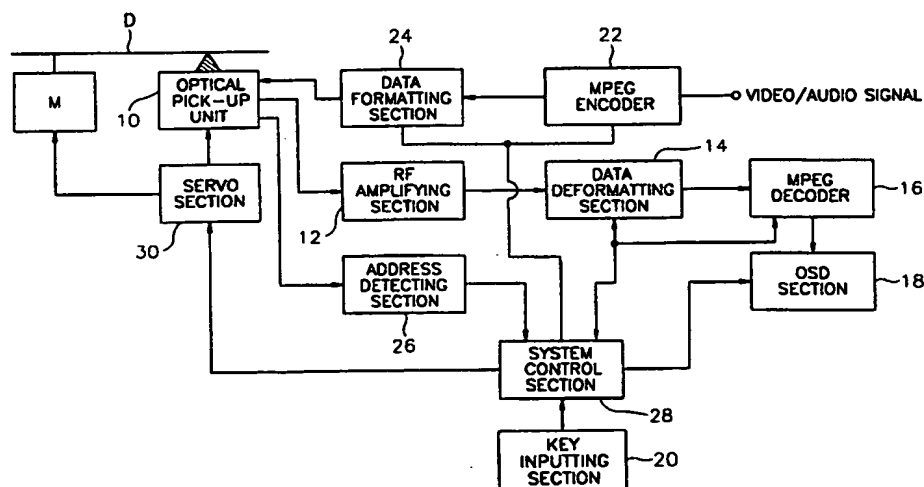 D
24
22
M
OPTICAL
PICK-UP
UNIT
10
DATA
FORMATTING
SECTION
MPEG
ENCODER
VIDEO/AUDIO SIGNAL
14
SERVO
SECTION
30
RF
AMPLIFYING
SECTION
12
DATA
DEFORMATTING
SECTION
MPEG
DECODER
16
ADDRESS
DETECTING
SECTION
26
OSD
SECTION
18
SYSTEM
CONTROL
SECTION
28
KEY
INPUTTING
SECTION
20